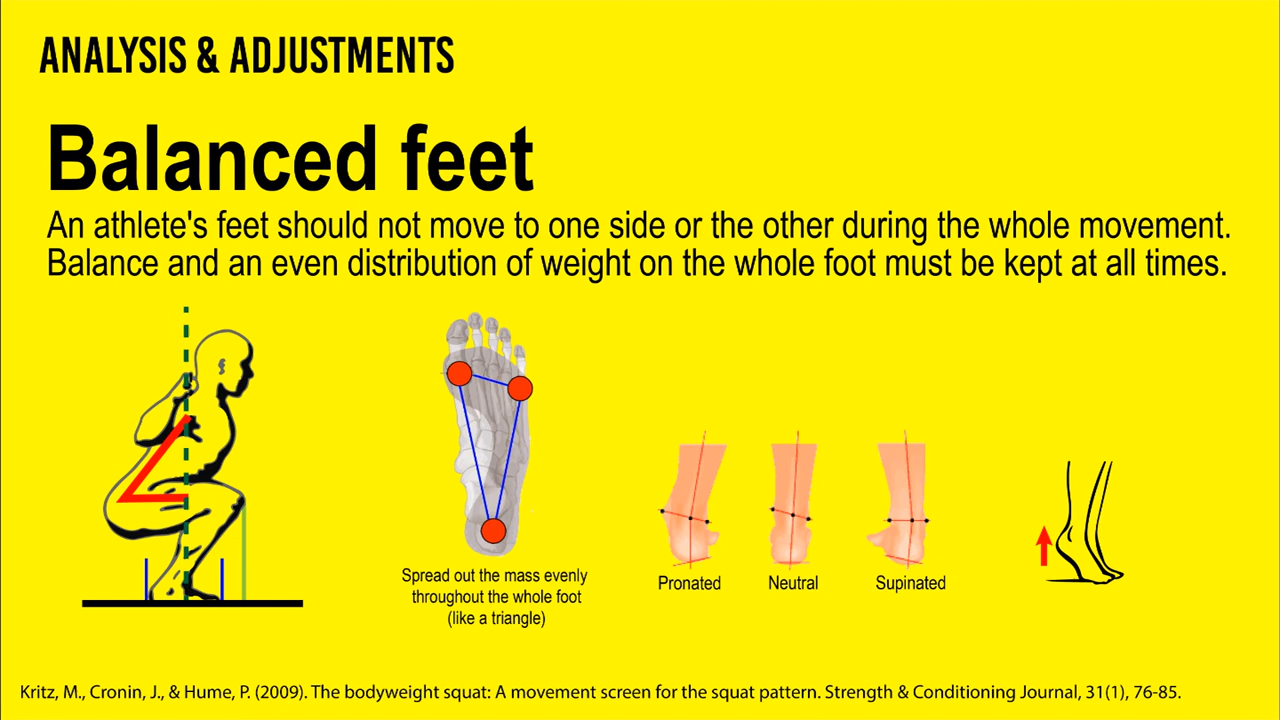 ANALYSIS & ADJUSTMENTS
Balanced feet
An athlete's feet should not move to one side or the other during the whole movement.
Balance and an even distribution of weight on the whole foot must be kept at all times.
Spread out the mass evenly
throughout the whole foot
(like a triangle)
Pronated
Neutral
Supinated
Kritz, M., Cronin, J., & Hume, P. (2009). The bodyweight squat: A movement screen for the squat pattern. Strength & Conditioning Journal, 31(1), 76-85.